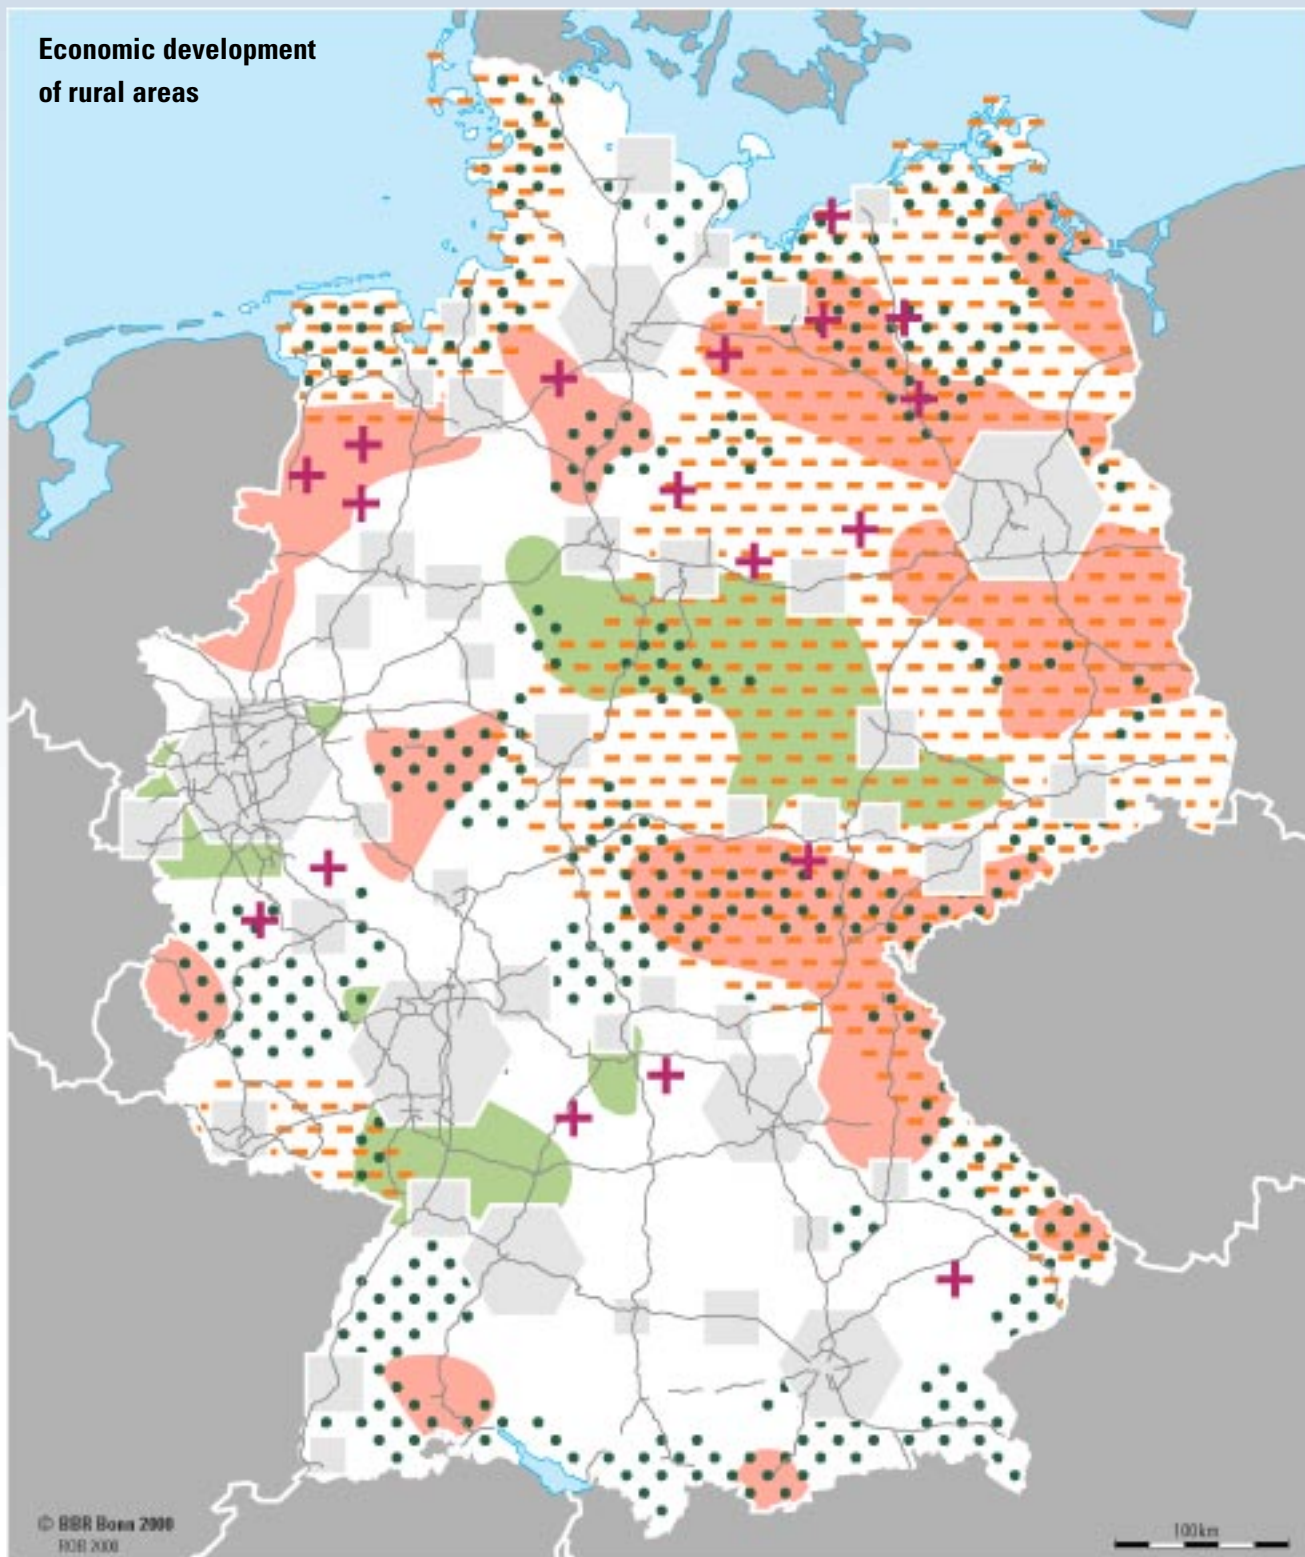 Economic development
of rural areas
© BBR Bonn 2000
ROB 2000
100 km